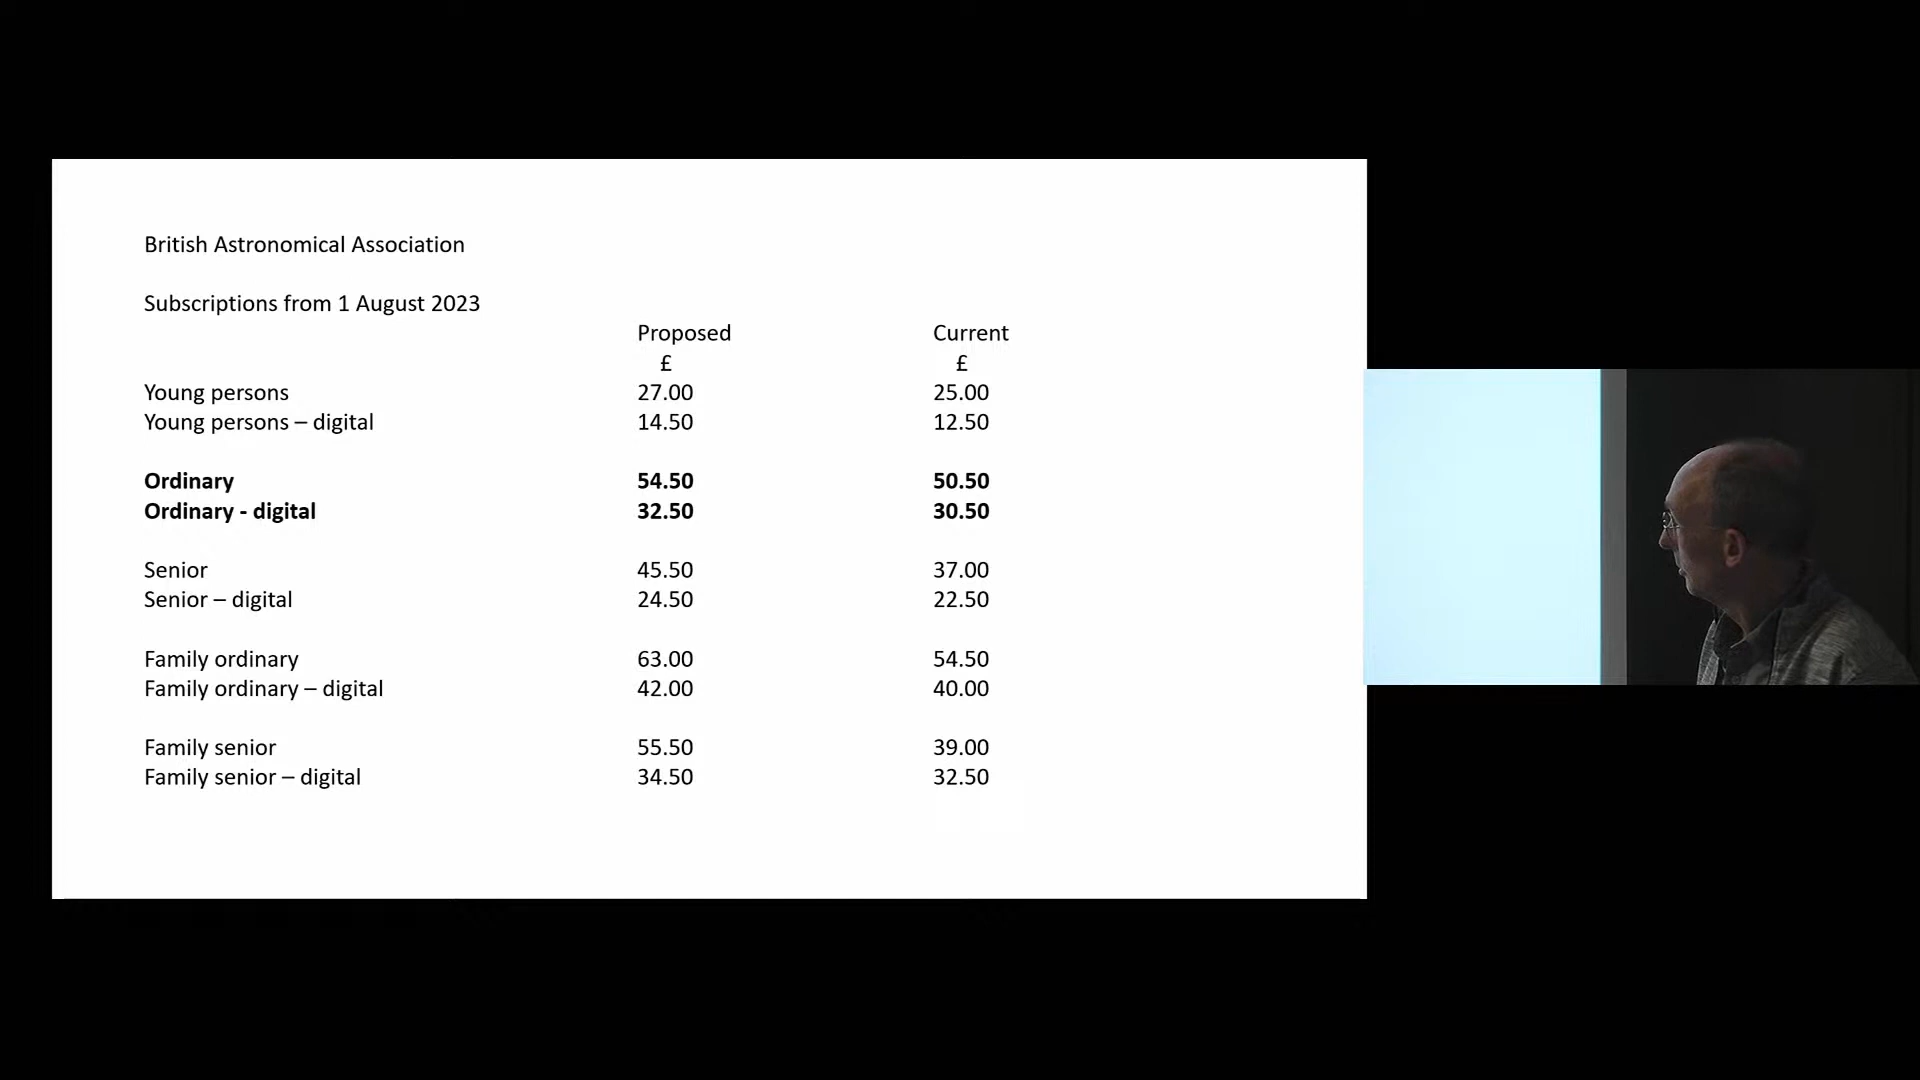 British Astronomical Association
Subscriptions from 1 August 2023
Proposed Current
£ £
Young persons 27.00 25.00
Young persons – digital 14.50 12.50
Ordinary 54.50 50.50
Ordinary - digital 32.50 30.50
Senior 45.50 37.00
Senior – digital 24.50 22.50
Family ordinary 63.00 54.50
Family ordinary – digital 42.00 40.00
Family senior 55.50 39.00
Family senior – digital 34.50 32.50